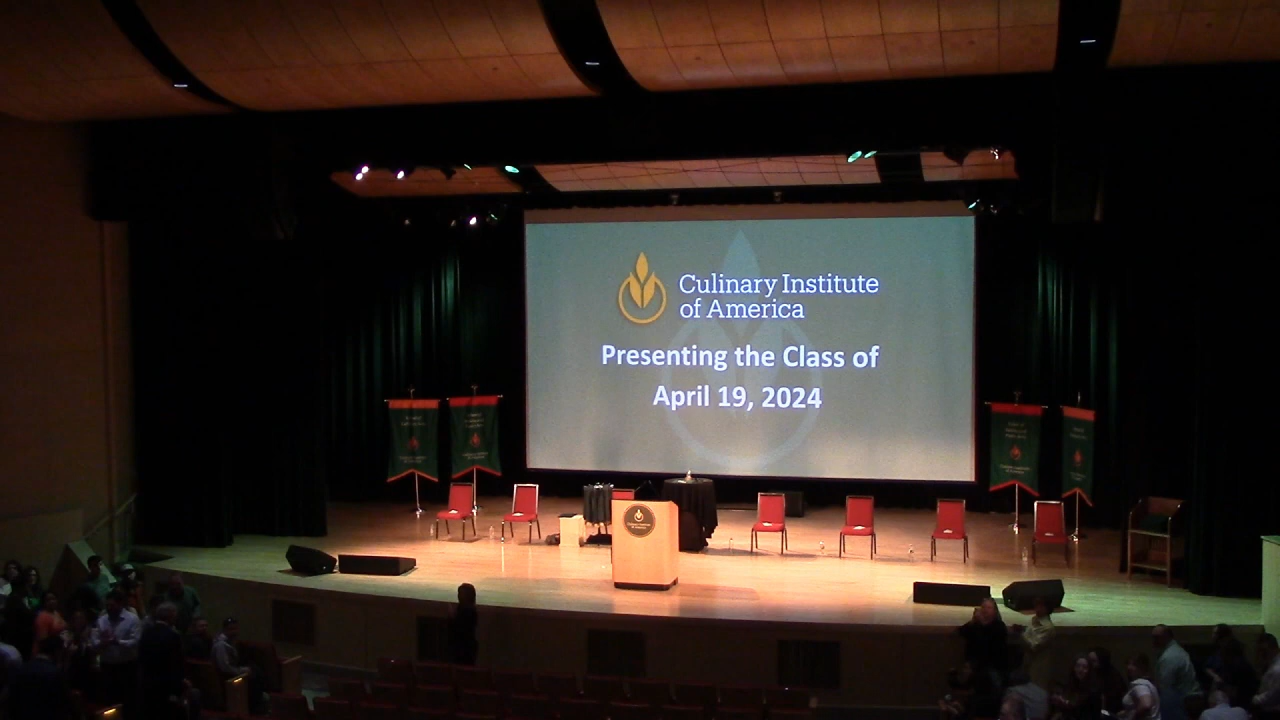 Culinary Institute
of America
Presenting the Class of
April 19, 2024